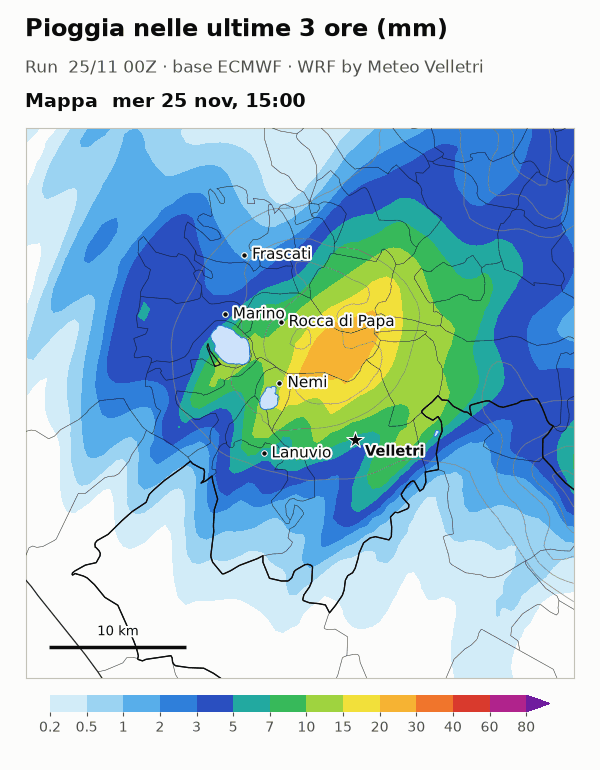 Pioggia nelle ultime 3 ore (mm)
Run  25/11 00Z · base ECMWF · WRF by Meteo Velletri
Mappa  mer 25 nov, 15:00
Frascati
Marino
Rocca di Papa
Nemi
Velletri
Lanuvio
10 km
0.2 0.5 1 2 3 5 7 10 15 20 30 40 60 80